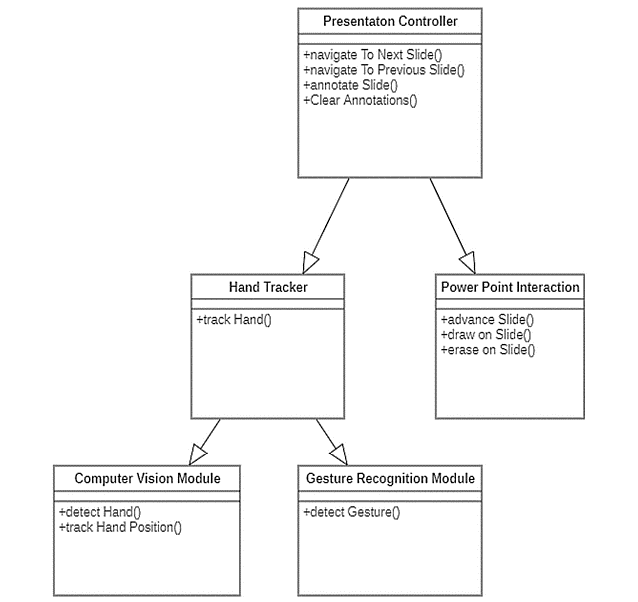 Presentaton Controller
+navigate To Next Slide()
+navigate To Previous Slide()
+annotate Slide()
+Clear Annotations()
Hand Tracker
+track Hand()
Power Point Interaction
+advance Slide()
+draw on Slide()
+erase on Slide()
Computer Vision Module
+detect Hand()
+track Hand Position()
Gesture Recognition Module
+detect Gesture()